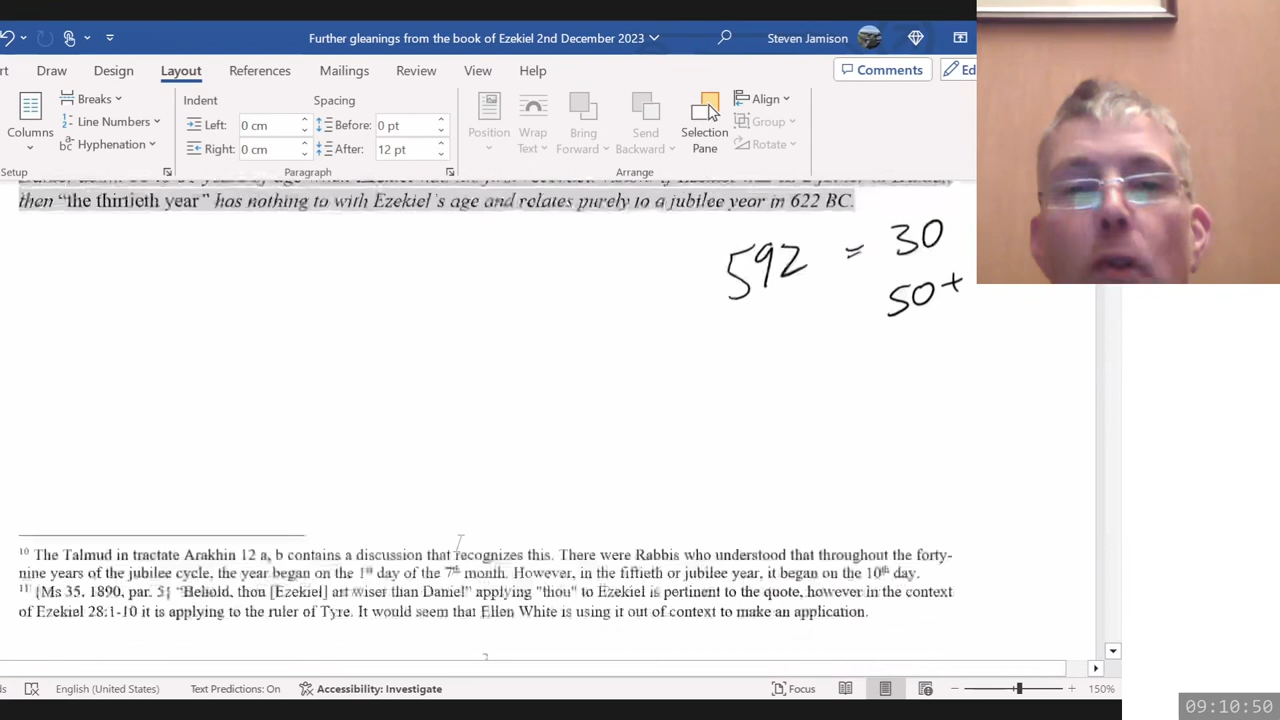 Further gleanings from the book of Ezekiel 2nd December 2023
Steven Jamison
rt Draw Design Layout References Mailings Review View Help
Comments
Ed
Columns
Breaks
Line Numbers
Hyphenation
Setup
Indent
Left: 0 cm
Right: 0 cm
Spacing
Before: 0 pt
After: 12 pt
Paragraph
Position
Wrap Text
Bring Forward
Send Backward
Selection Pane
Align
Group
Rotate
Arrange
then "the thirtieth year" has nothing to with Ezekiel's age and relates purely to a jubilee year in 622 BC.
592 = 30
50+
10 The Talmud in tractate Arakhin 12 a, b contains a discussion that recognizes this. There were Rabbis who understood that throughout the forty-
nine years of the jubilee cycle, the year began on the 1st day of the 7th month. However, in the fiftieth or jubilee year, it began on the 10th day.
11 {Ms 35, 1890, par. 5} "Behold, thou [Ezekiel] art wiser than Daniel" applying "thou" to Ezekiel is pertinent to the quote, however in the context
of Ezekiel 28:1-10 it is applying to the ruler of Tyre. It would seem that Ellen White is using it out of context to make an application.
ds English (United States) Text Predictions: On Accessibility: Investigate Focus 150%
09:10:50